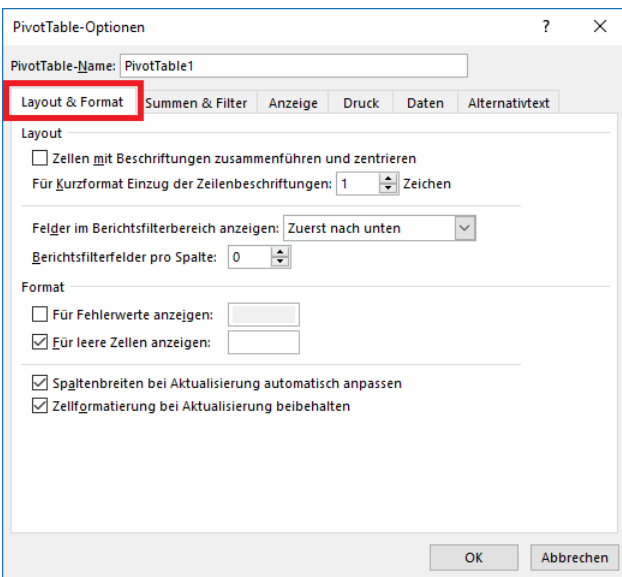 PivotTable-Optionen ? ×
PivotTable-Name: PivotTable1
Layout & Format Summen & Filter Anzeige Druck Daten Alternativtext
Layout
Zellen mit Beschriftungen zusammenführen und zentrieren
Für Kurzformat Einzug der Zeilenbeschriftungen: 1 Zeichen
Felder im Berichtsfilterbereich anzeigen: Zuerst nach unten
Berichtsfilterfelder pro Spalte: 0
Format
Für Fehlerwerte anzeigen:
Für leere Zellen anzeigen:
Spaltenbreiten bei Aktualisierung automatisch anpassen
Zellformatierung bei Aktualisierung beibehalten
OK Abbrechen